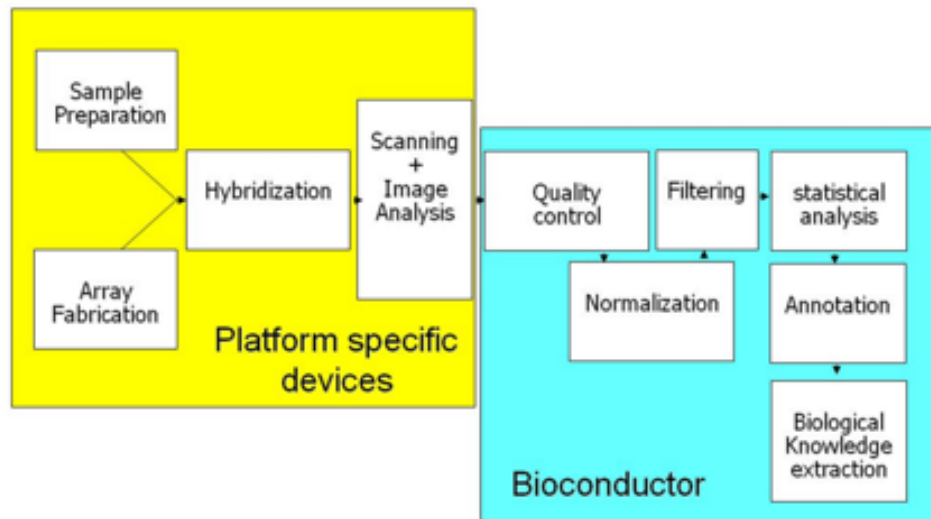 Sample
Preparation
Array
Fabrication
Hybridization
Scanning
+
Image
Analysis
Platform specific
devices
Quality
control
Normalization
Filtering
statistical
analysis
Annotation
Biological
Knowledge
extraction
Bioconductor